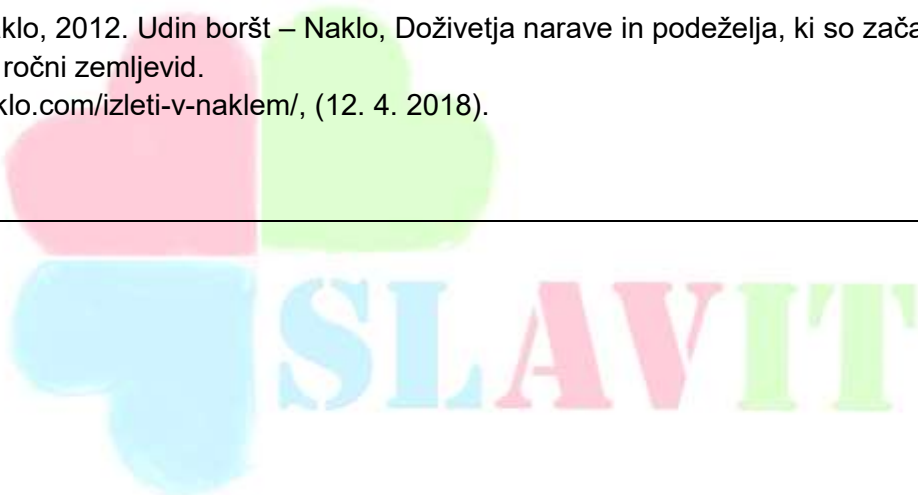 klo, 2012. Udin boršt – Naklo, Doživetja narave in podeželja, ki so zača
ročni zemljevid.
klo.com/izleti-v-naklem/, (12. 4. 2018).
SLAVIT